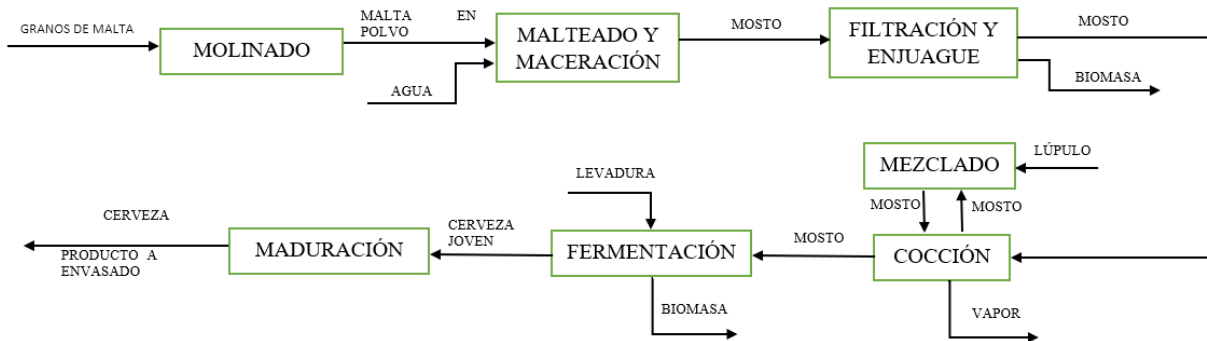 GRANOS DE MALTA
MOLINADO
MALTA EN
POLVO
AGUA
MALTEADO Y
MACERACIÓN
MOSTO
FILTRACIÓN Y
ENJUAGUE
MOSTO
BIOMASA
MEZCLADO
LÚPULO
MOSTO
MOSTO
COCCIÓN
VAPOR
MOSTO
LEVADURA
FERMENTACIÓN
BIOMASA
CERVEZA
JOVEN
MADURACIÓN
CERVEZA
PRODUCTO A
ENVASADO